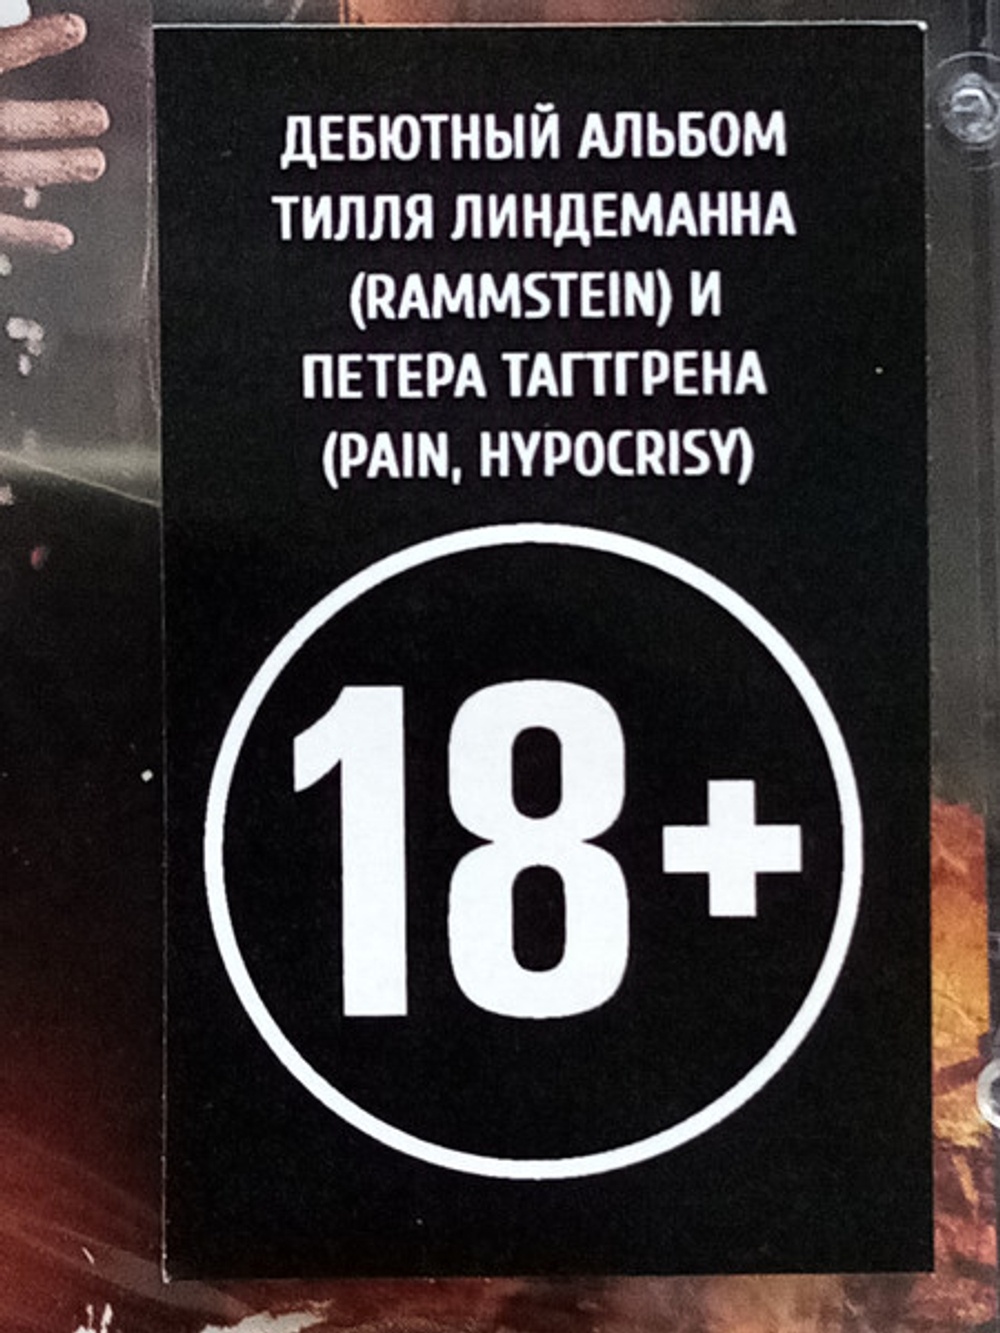 ДЕБЮТНЫЙ АЛЬБОМ
ТИЛЛЯ ЛИНДЕМАННА
(RAMMSTEIN) И
ПЕТЕРА ТАГТГРЕНА
(PAIN, HYPOCRISY)
18+